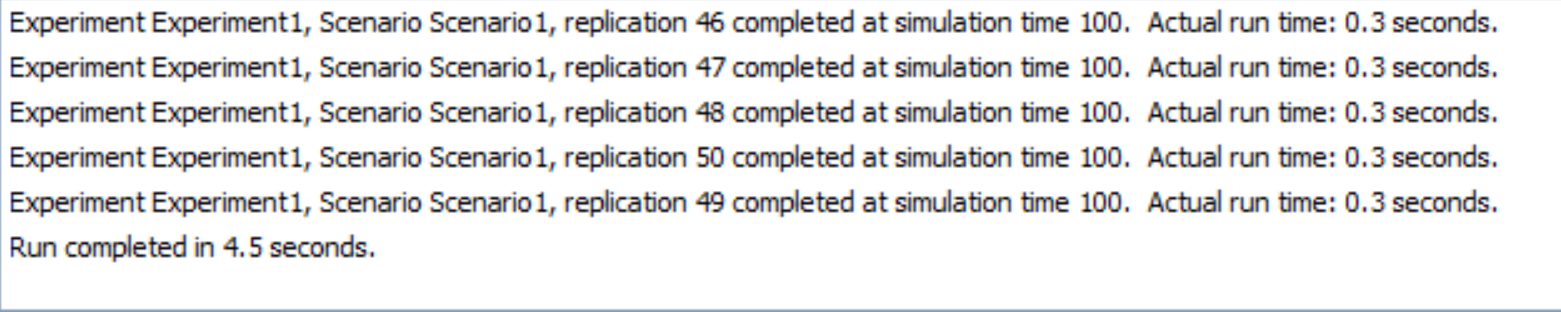 Experiment Experiment1, Scenario Scenario1, replication 46 completed at simulation time 100.  Actual run time: 0.3 seconds.
Experiment Experiment1, Scenario Scenario1, replication 47 completed at simulation time 100.  Actual run time: 0.3 seconds.
Experiment Experiment1, Scenario Scenario1, replication 48 completed at simulation time 100.  Actual run time: 0.3 seconds.
Experiment Experiment1, Scenario Scenario1, replication 50 completed at simulation time 100.  Actual run time: 0.3 seconds.
Experiment Experiment1, Scenario Scenario1, replication 49 completed at simulation time 100.  Actual run time: 0.3 seconds.
Run completed in 4.5 seconds.